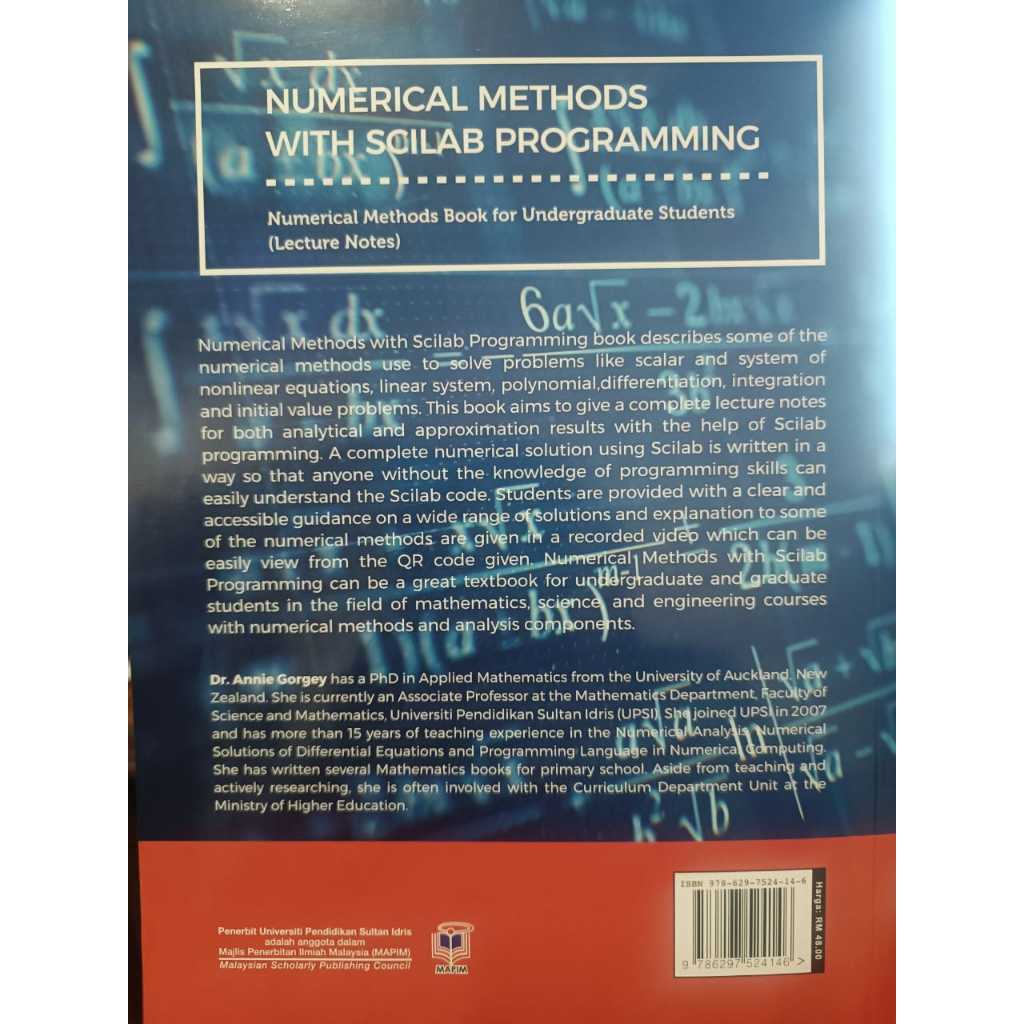 NUMERICAL METHODS
WITH SCILAB PROGRAMMING
Numerical Methods Book for Undergraduate Students
(Lecture Notes)
6a√x − 2
Numerical Methods with Scilab Programming book describes some of the
numerical methods use to solve problems like scalar and system of
nonlinear equations, linear system, polynomial,differentiation, integration
and initial value problems. This book aims to give a complete lecture notes
for both analytical and approximation results with the help of Scilab
programming. A complete numerical solution using Scilab is written in a
way so that anyone without the knowledge of programming skills can
easily understand the Scilab code. Students are provided with a clear and
accessible guidance on a wide range of solutions and explanation to some
of the numerical methods are given in a recorded video which can be
easily view from the QR code given. Numerical Methods with Scilab
Programming can be a great textbook for undergraduate and graduate
students in the field of mathematics, science, and engineering courses
with numerical methods and analysis components.
Dr. Annie Gorgey has a PhD in Applied Mathematics from the University of Auckland, New
Zealand. She is currently an Associate Professor at the Mathematics Department, Faculty of
Science and Mathematics, Universiti Pendidikan Sultan Idris (UPSI). She joined UPSI in 2007
and has more than 15 years of teaching experience in the Numerical Analysis, Numerical
Solutions of Differential Equations and Programming Language in Numerical Computing.
She has written several Mathematics books for primary school. Aside from teaching and
actively researching, she is often involved with the Curriculum Department Unit at the
Ministry of Higher Education.
Penerbit Universiti Pendidikan Sultan Idris
adalah anggota dalam
Majlis Penerbitan Ilmiah Malaysia (MAPIM)
Malaysian Scholarly Publishing Council
MAPIM
ISBN 978-629-7524-14-6
9 786297 524146 >
Harga: RM 48.00